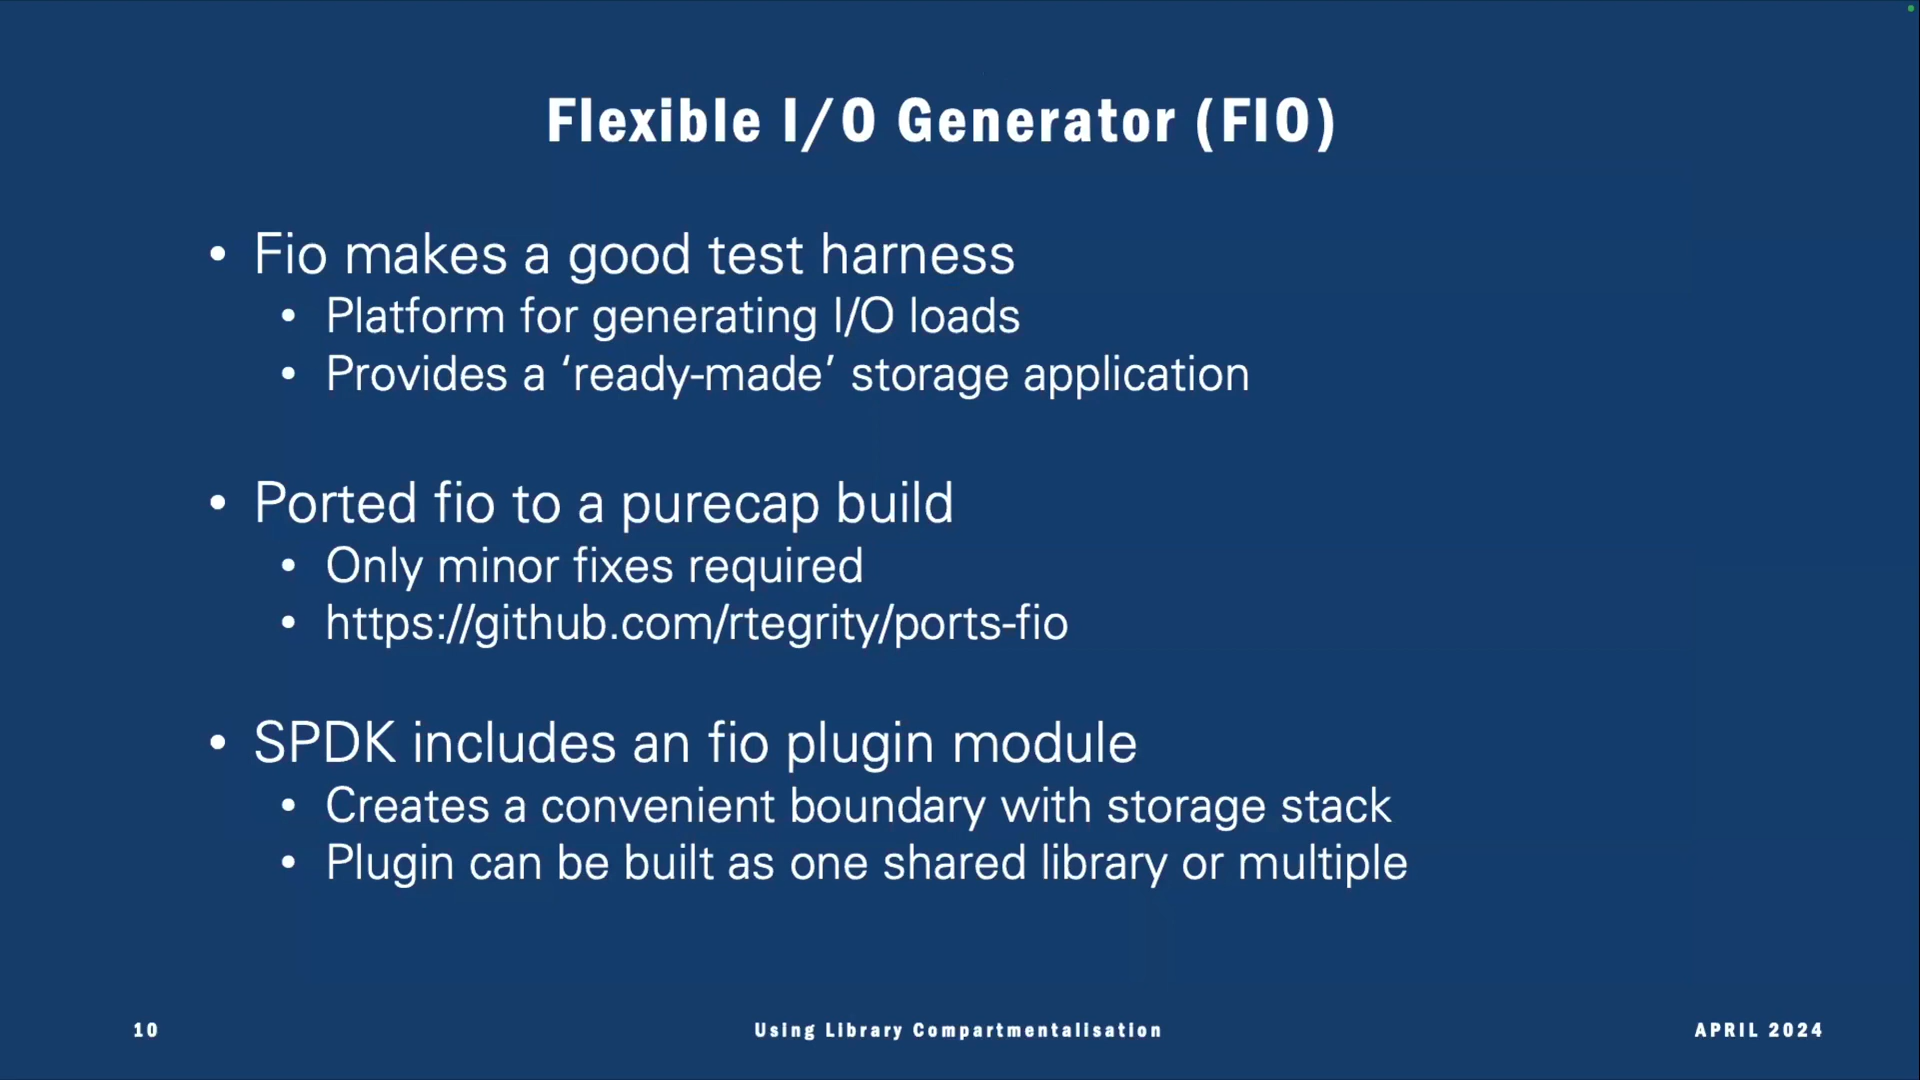 Flexible I/O Generator (FIO)
• Fio makes a good test harness
• Platform for generating I/O loads
• Provides a ‘ready-made’ storage application
• Ported fio to a purecap build
• Only minor fixes required
• https://github.com/rtegrity/ports-fio
• SPDK includes an fio plugin module
• Creates a convenient boundary with storage stack
• Plugin can be built as one shared library or multiple
10
Using Library Compartmentalisation
APRIL 2024